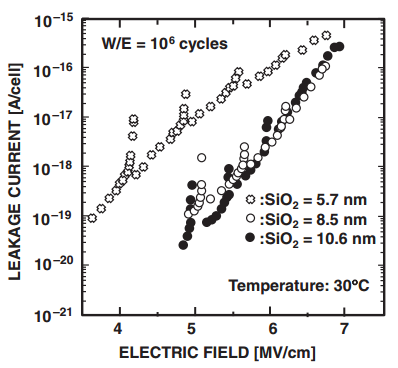 10⁻¹⁵
W/E = 10⁶ cycles
10⁻¹⁶
10⁻¹⁷
10⁻¹⁸
10⁻¹⁹
10⁻²⁰
10⁻²¹
LEAKAGE CURRENT [A/cell]
:SiO₂ = 5.7 nm
:SiO₂ = 8.5 nm
:SiO₂ = 10.6 nm
Temperature: 30ºC
4 5 6 7
ELECTRIC FIELD [MV/cm]